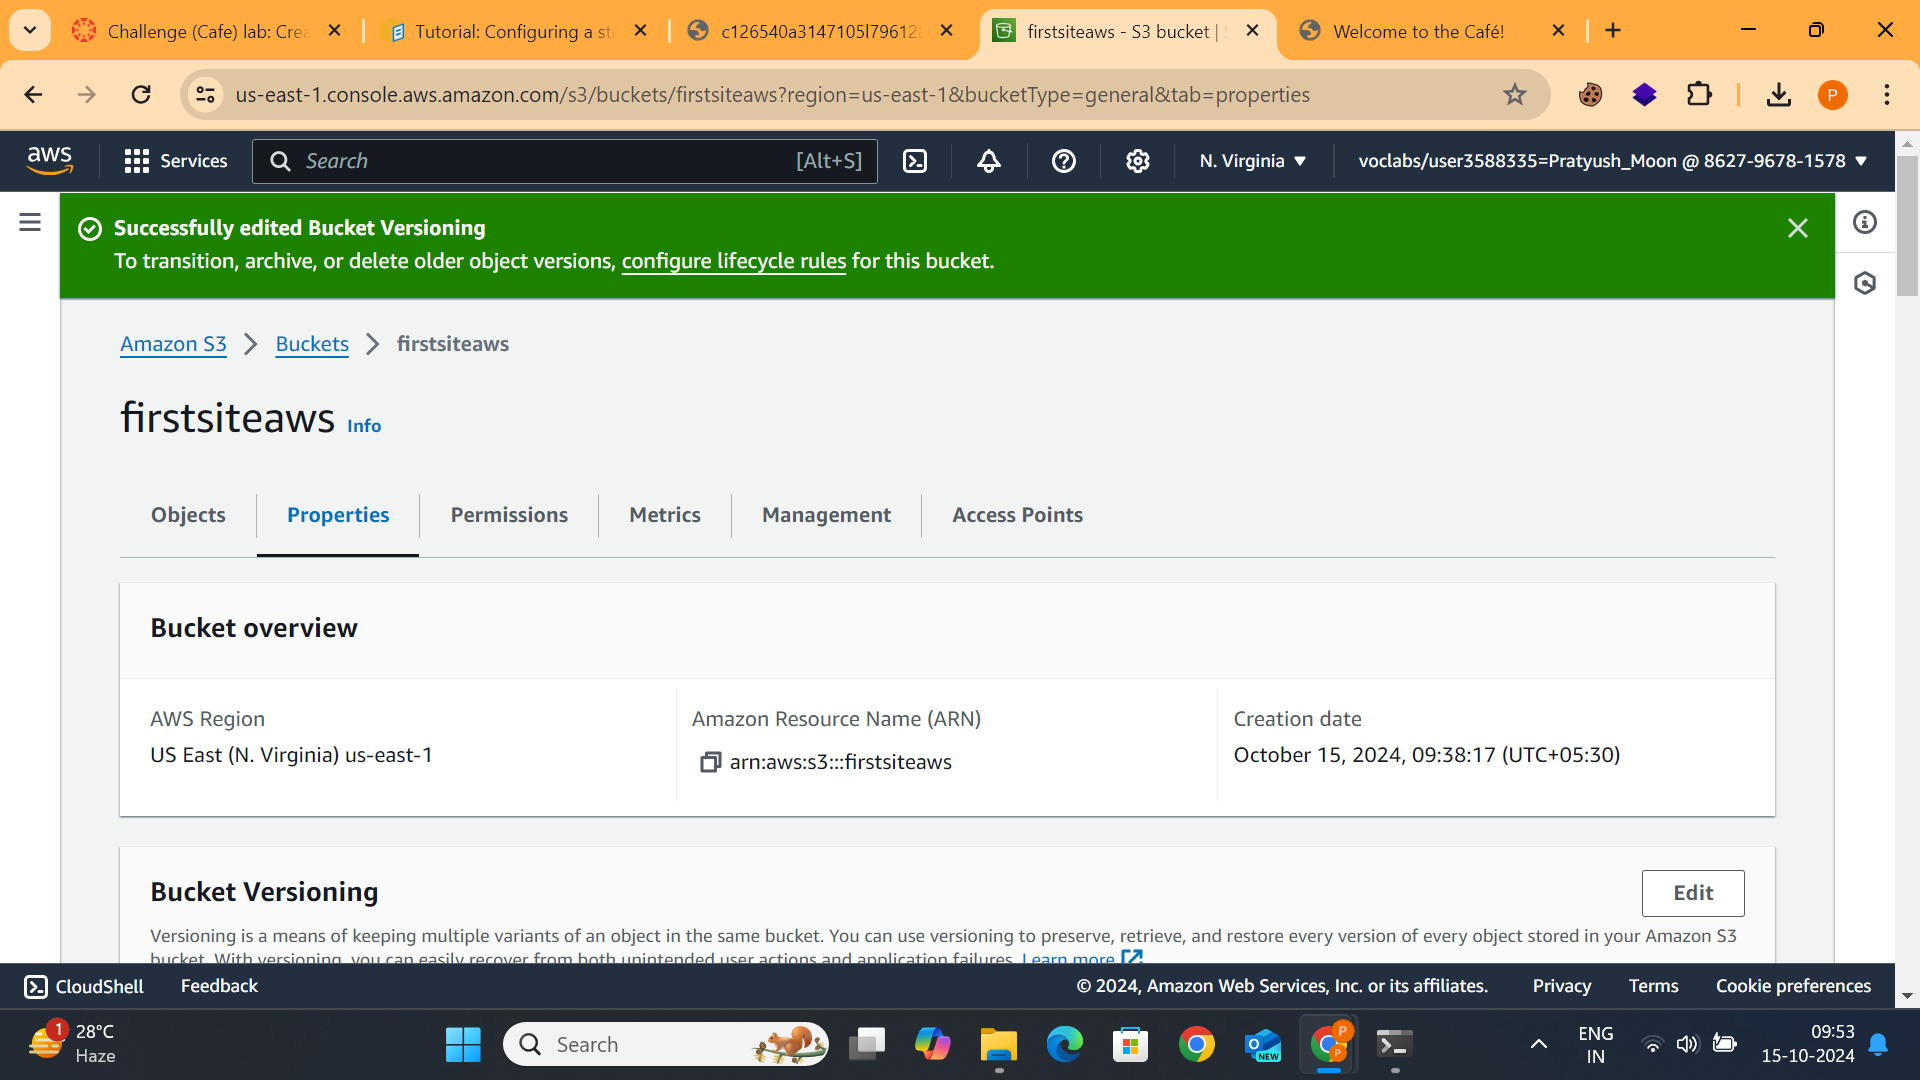 Challenge (Cafe) lab: Crea
Tutorial: Configuring a st
c126540a3147105l79612
firstsiteaws - S3 bucket |
Welcome to the Café!
us-east-1.console.aws.amazon.com/s3/buckets/firstsiteaws?region=us-east-1&bucketType=general&tab=properties
P
aws
Services
Search
[Alt+S]
N. Virginia
voclabs/user3588335=Pratyush_Moon @ 8627-9678-1578
Successfully edited Bucket Versioning
To transition, archive, or delete older object versions, configure lifecycle rules for this bucket.
Amazon S3
Buckets
firstsiteaws
firstsiteaws Info
Objects
Properties
Permissions
Metrics
Management
Access Points
Bucket overview
AWS Region
US East (N. Virginia) us-east-1
Amazon Resource Name (ARN)
arn:aws:s3:::firstsiteaws
Creation date
October 15, 2024, 09:38:17 (UTC+05:30)
Bucket Versioning
Edit
Versioning is a means of keeping multiple variants of an object in the same bucket. You can use versioning to preserve, retrieve, and restore every version of every object stored in your Amazon S3
bucket. With versioning, you can easily recover from both unintended user actions and application failures. Learn more
CloudShell
Feedback
© 2024, Amazon Web Services, Inc. or its affiliates.
Privacy
Terms
Cookie preferences
1
28°C
Haze
Search
NEW
P
P
ENG
IN
09:53
15-10-2024